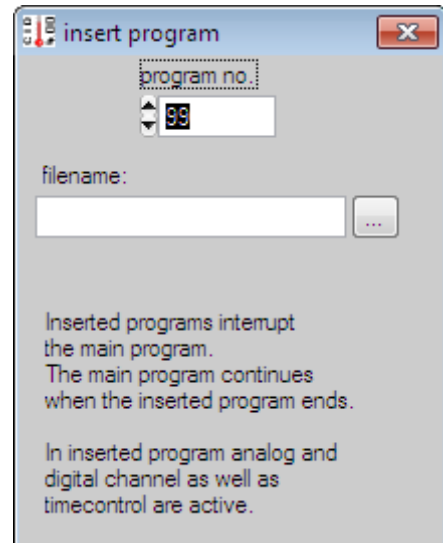 insert program
program no.
99
filename:
...
Inserted programs interrupt
the main program.
The main program continues
when the inserted program ends.
In inserted program analog and
digital channel as well as
timecontrol are active.